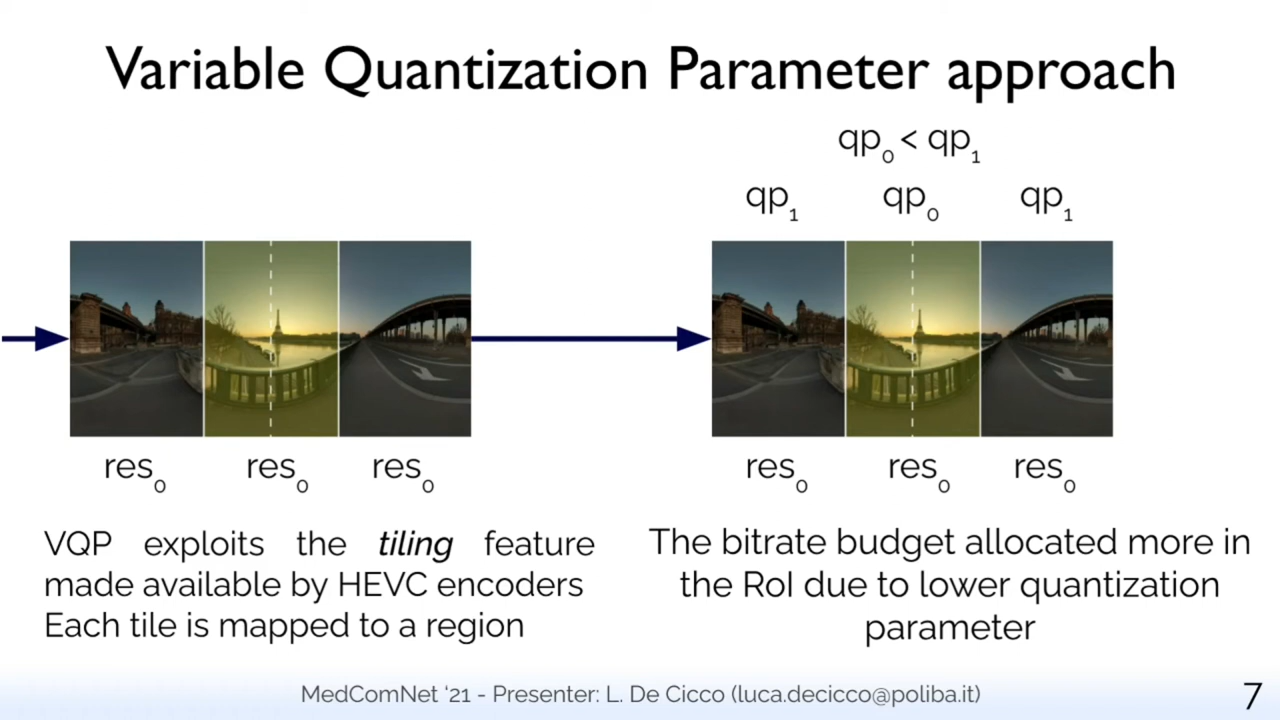 Variable Quantization Parameter approach
qp0 < qp1
qp1 qp0 qp1
res0 res0 res0 res0 res0 res0
VQP exploits the tiling feature
made available by HEVC encoders
Each tile is mapped to a region
The bitrate budget allocated more in
the RoI due to lower quantization
parameter
MedComNet ‘21 - Presenter: L. De Cicco (luca.decicco@poliba.it)
7